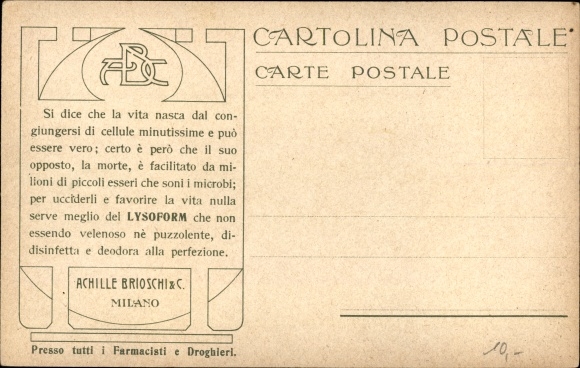 CARTOLINA POSTALE
CARTE POSTALE
ABC
Si dice che la vita nasca dal con-
giungersi di cellule minutissime e può
essere vero; certo è però che il suo
opposto, la morte, è facilitato da mi-
lioni di piccoli esseri che soni i microbi;
per ucciderli e favorire la vita nulla
serve meglio del LYSOFORM che non
essendo velenoso nè puzzolente, di-
disinfetta e deodora alla perfezione.
ACHILLE BRIOSCHI & C.
MILANO
Presso tutti i Farmacisti e Droghieri.
10,-